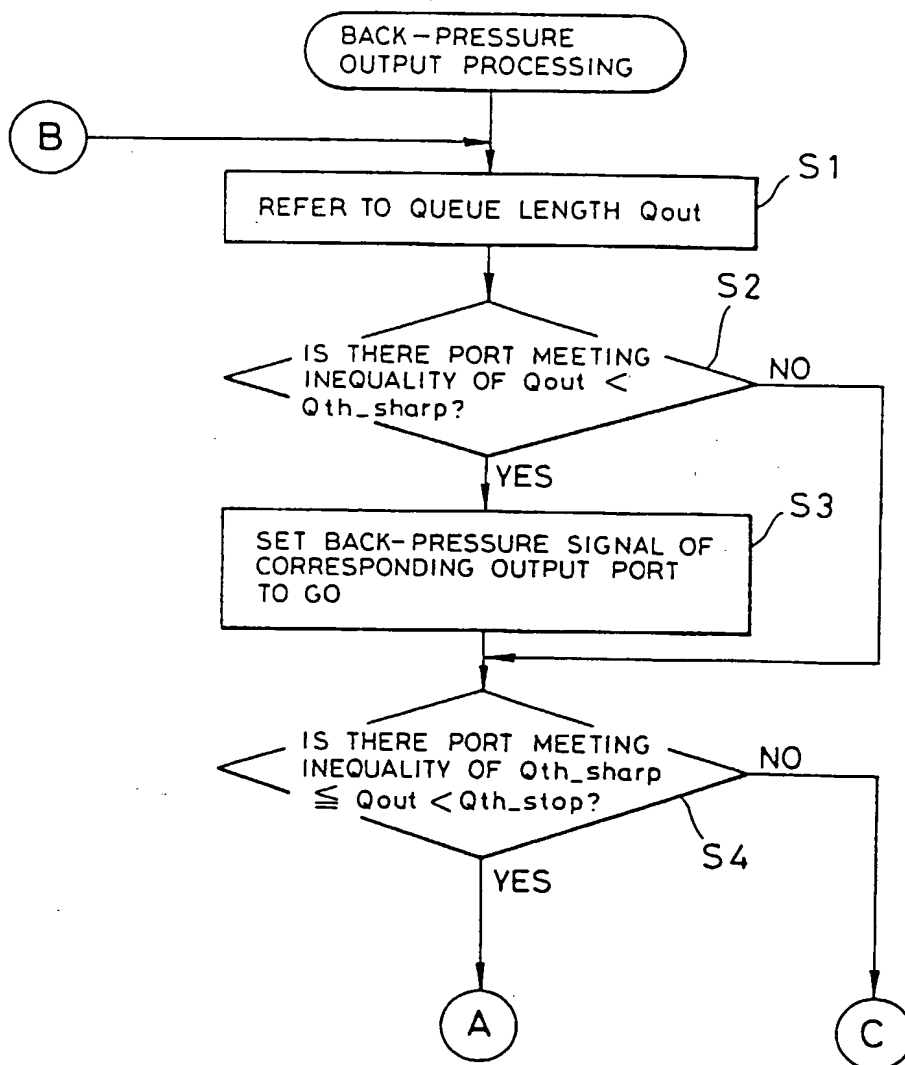 BACK-PRESSURE
OUTPUT PROCESSING
B
S1
REFER TO QUEUE LENGTH Qout
S2
IS THERE PORT MEETING
INEQUALITY OF Qout <
Qth_sharp?
NO
YES
S3
SET BACK-PRESSURE SIGNAL OF
CORRESPONDING OUTPUT PORT
TO GO
IS THERE PORT MEETING
INEQUALITY OF Qth_sharp
≦ Qout < Qth_stop?
NO
S4
YES
A
C